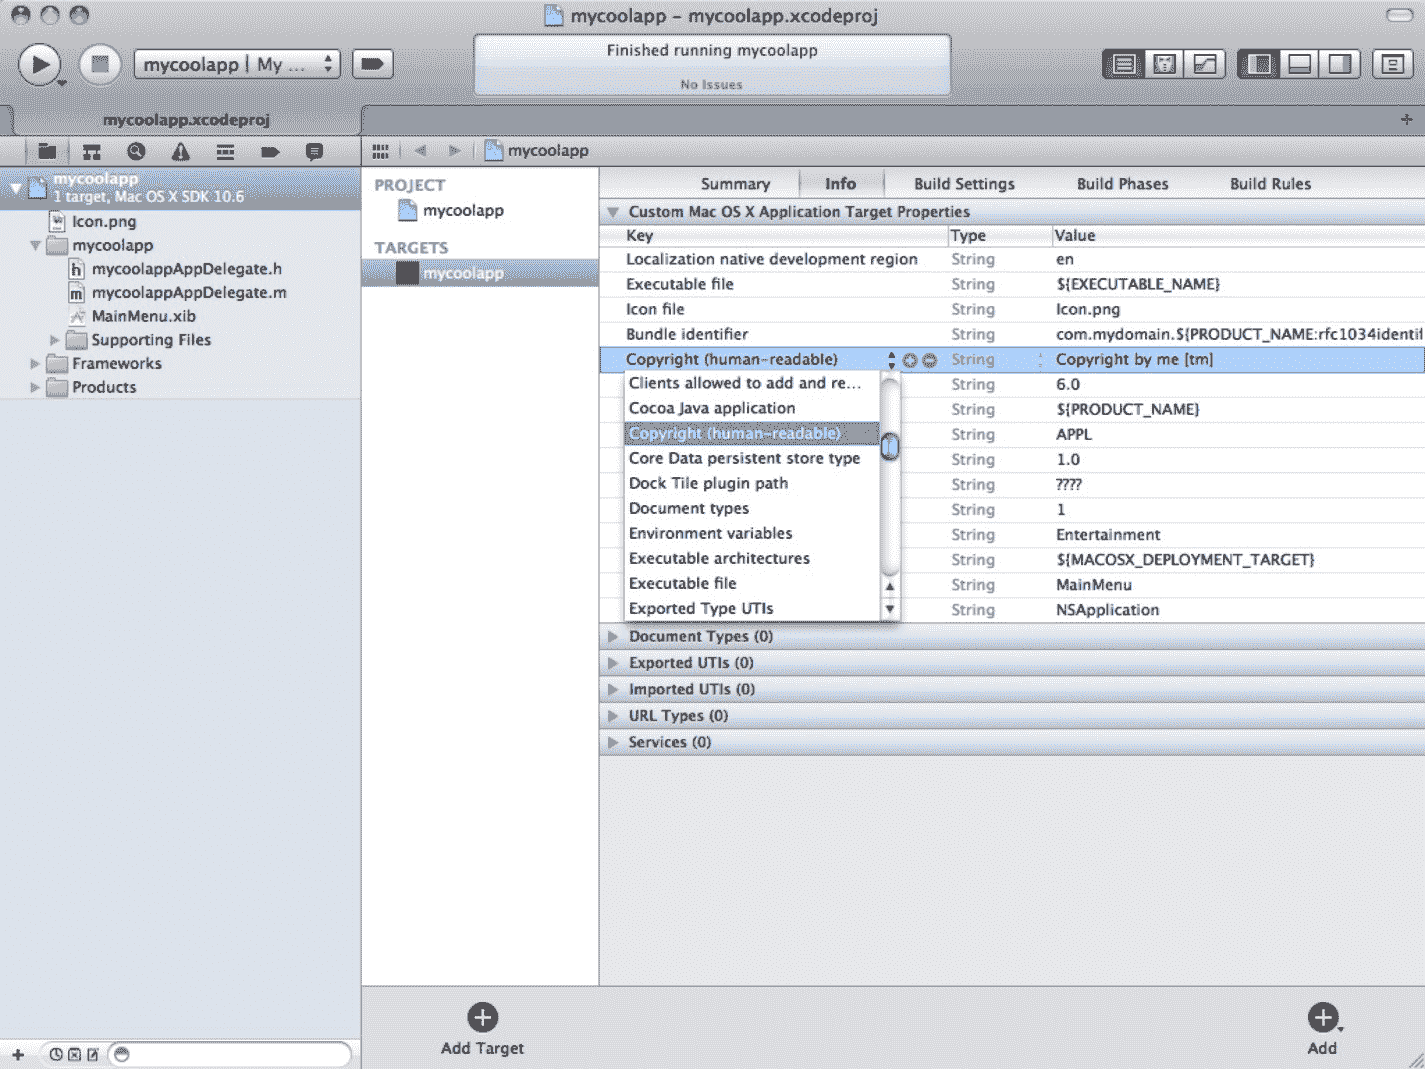 mycoolapp – mycoolapp.xcodeproj
mycoolapp | My ...
Finished running mycoolapp
No Issues
mycoolapp.xcodeproj
mycoolapp
mycoolapp
1 target, Mac OS X SDK 10.6
Icon.png
mycoolapp
mycoolappAppDelegate.h
mycoolappAppDelegate.m
MainMenu.xib
Supporting Files
Frameworks
Products
PROJECT
mycoolapp
TARGETS
mycoolapp
Summary Info Build Settings Build Phases Build Rules
Custom Mac OS X Application Target Properties
Key Type Value
Localization native development region String en
Executable file String ${EXECUTABLE_NAME}
Icon file String Icon.png
Bundle identifier String com.mydomain.${PRODUCT_NAME:rfc1034identif
Copyright (human-readable) String Copyright by me [tm]
Clients allowed to add and re...
Cocoa Java application
Copyright (human-readable)
Core Data persistent store type
Dock Tile plugin path
Document types
Environment variables
Executable architectures
Executable file
Exported Type UTIs
String 6.0
String ${PRODUCT_NAME}
String APPL
String 1.0
String ????
String 1
String Entertainment
String ${MACOSX_DEPLOYMENT_TARGET}
String MainMenu
String NSApplication
Document Types (0)
Exported UTIs (0)
Imported UTIs (0)
URL Types (0)
Services (0)
Add Target
Add